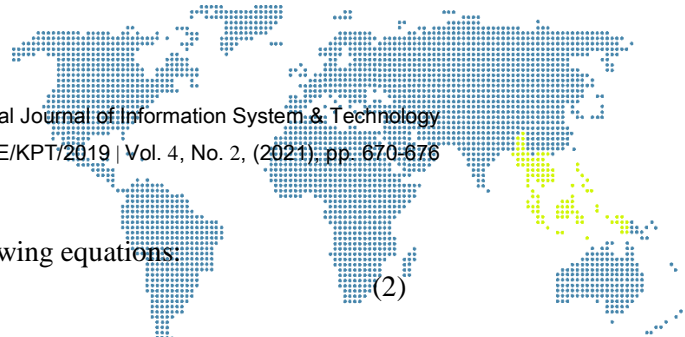 al Journal of Information System & Technology
E/KPT/2019 | Vol. 4, No. 2, (2021), pp. 670-676
wing equations:
(2)